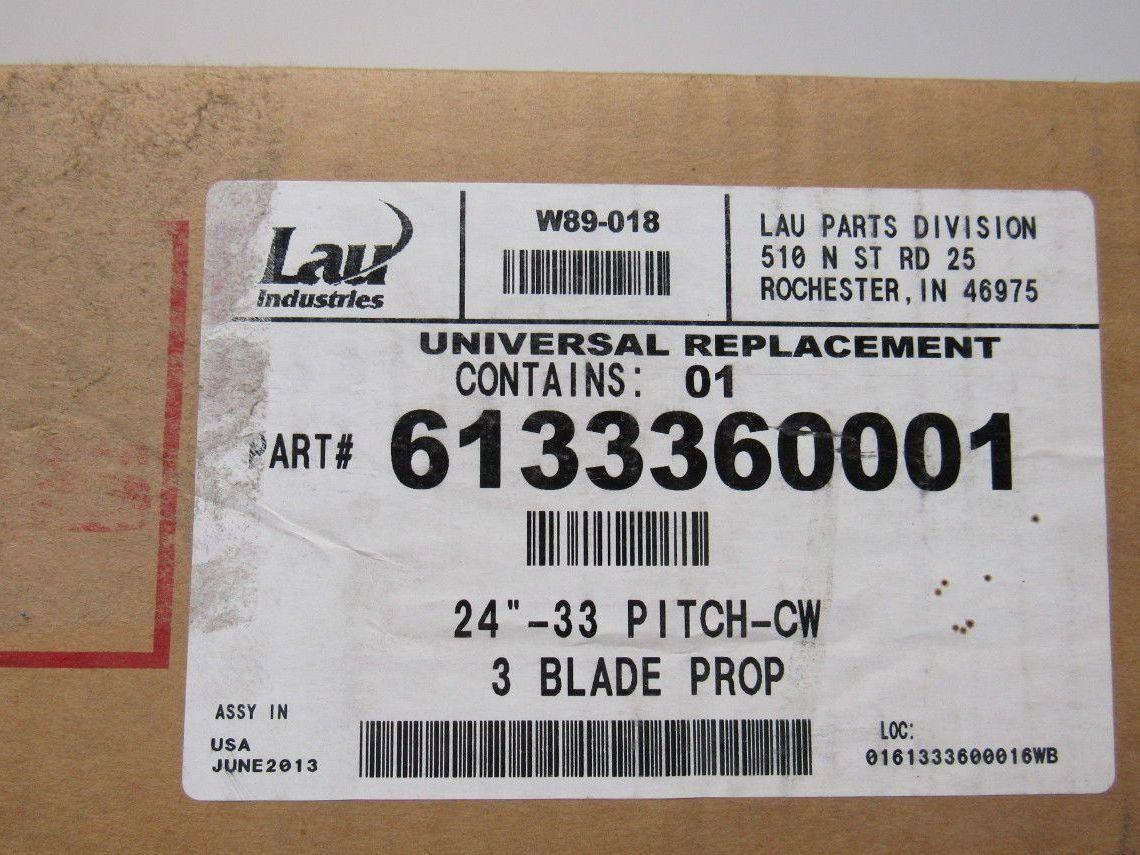 Lau
Industries
W89-018
LAU PARTS DIVISION
510 N ST RD 25
ROCHESTER, IN 46975
UNIVERSAL REPLACEMENT
CONTAINS: 01
PART# 6133360001
24"-33 PITCH-CW
3 BLADE PROP
ASSY IN
USA
JUNE2013
LOC:
0161333600016WB